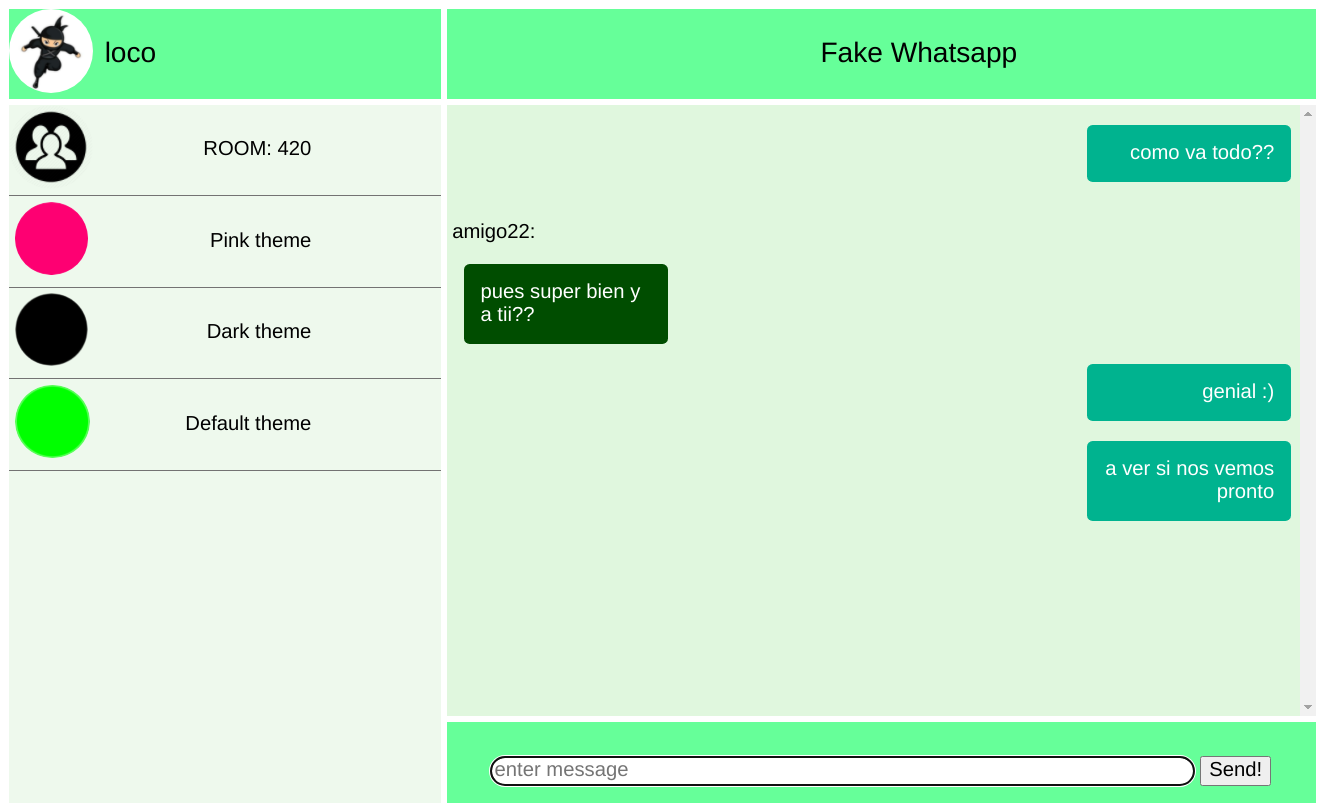 loco
Fake Whatsapp
ROOM: 420
Pink theme
Dark theme
Default theme
como va todo??
amigo22:
pues super bien y
a tii??
genial :)
a ver si nos vemos
pronto
enter message
Send!